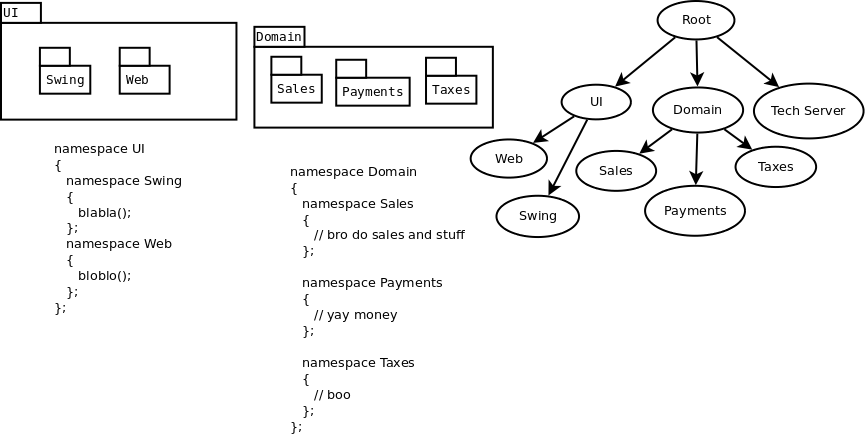 UI
Swing
Web
namespace UI
{
namespace Swing
{
blabla();
};
namespace Web
{
bloblo();
};
};
Domain
Sales
Payments
Taxes
namespace Domain
{
namespace Sales
{
// bro do sales and stuff
};
namespace Payments
{
// yay money
};
namespace Taxes
{
// boo
};
};
Root
UI
Domain
Tech Server
Web
Sales
Taxes
Swing
Payments